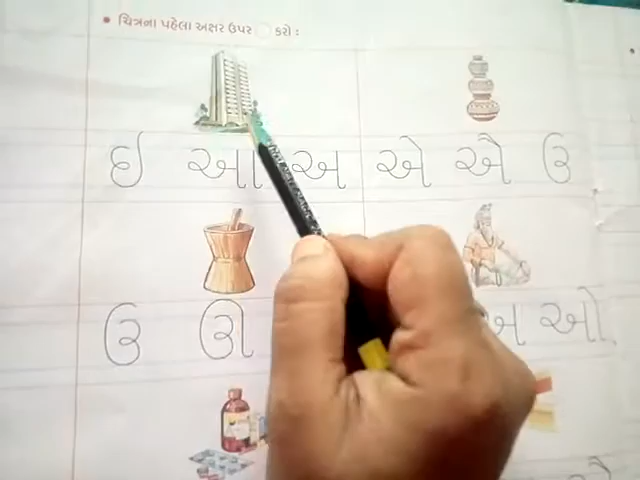 • ચિત્રના પહેલા અક્ષર ઉપર ◯ કરો :
ઇ આ અ એ ઐ ઉ
ઉ ઊ અ ઓ